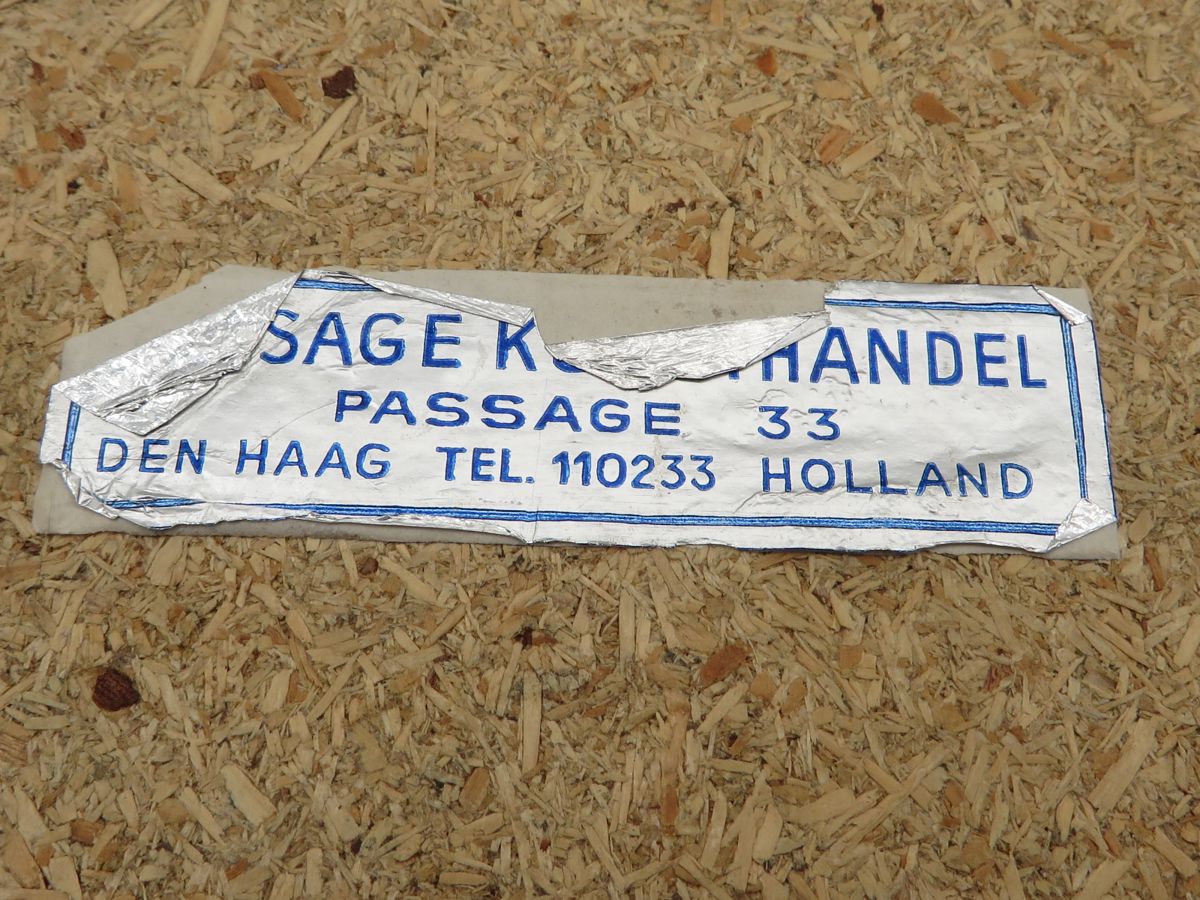 SAGE K HANDEL
PASSAGE 33
DEN HAAG TEL. 110233 HOLLAND